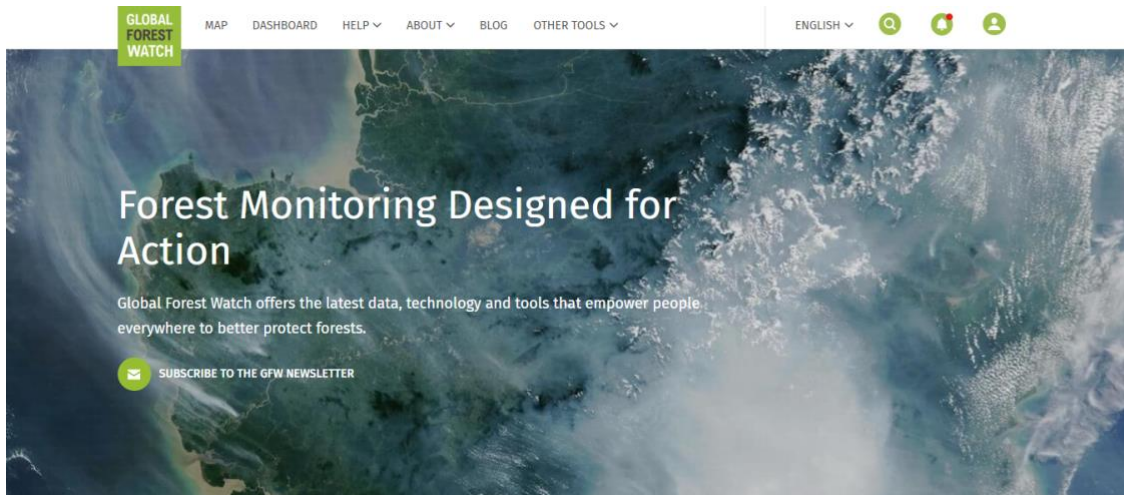 GLOBAL
FOREST
WATCH
MAP DASHBOARD HELP ABOUT BLOG OTHER TOOLS ENGLISH
Forest Monitoring Designed for
Action
Global Forest Watch offers the latest data, technology and tools that empower people
everywhere to better protect forests.
SUBSCRIBE TO THE GFW NEWSLETTER